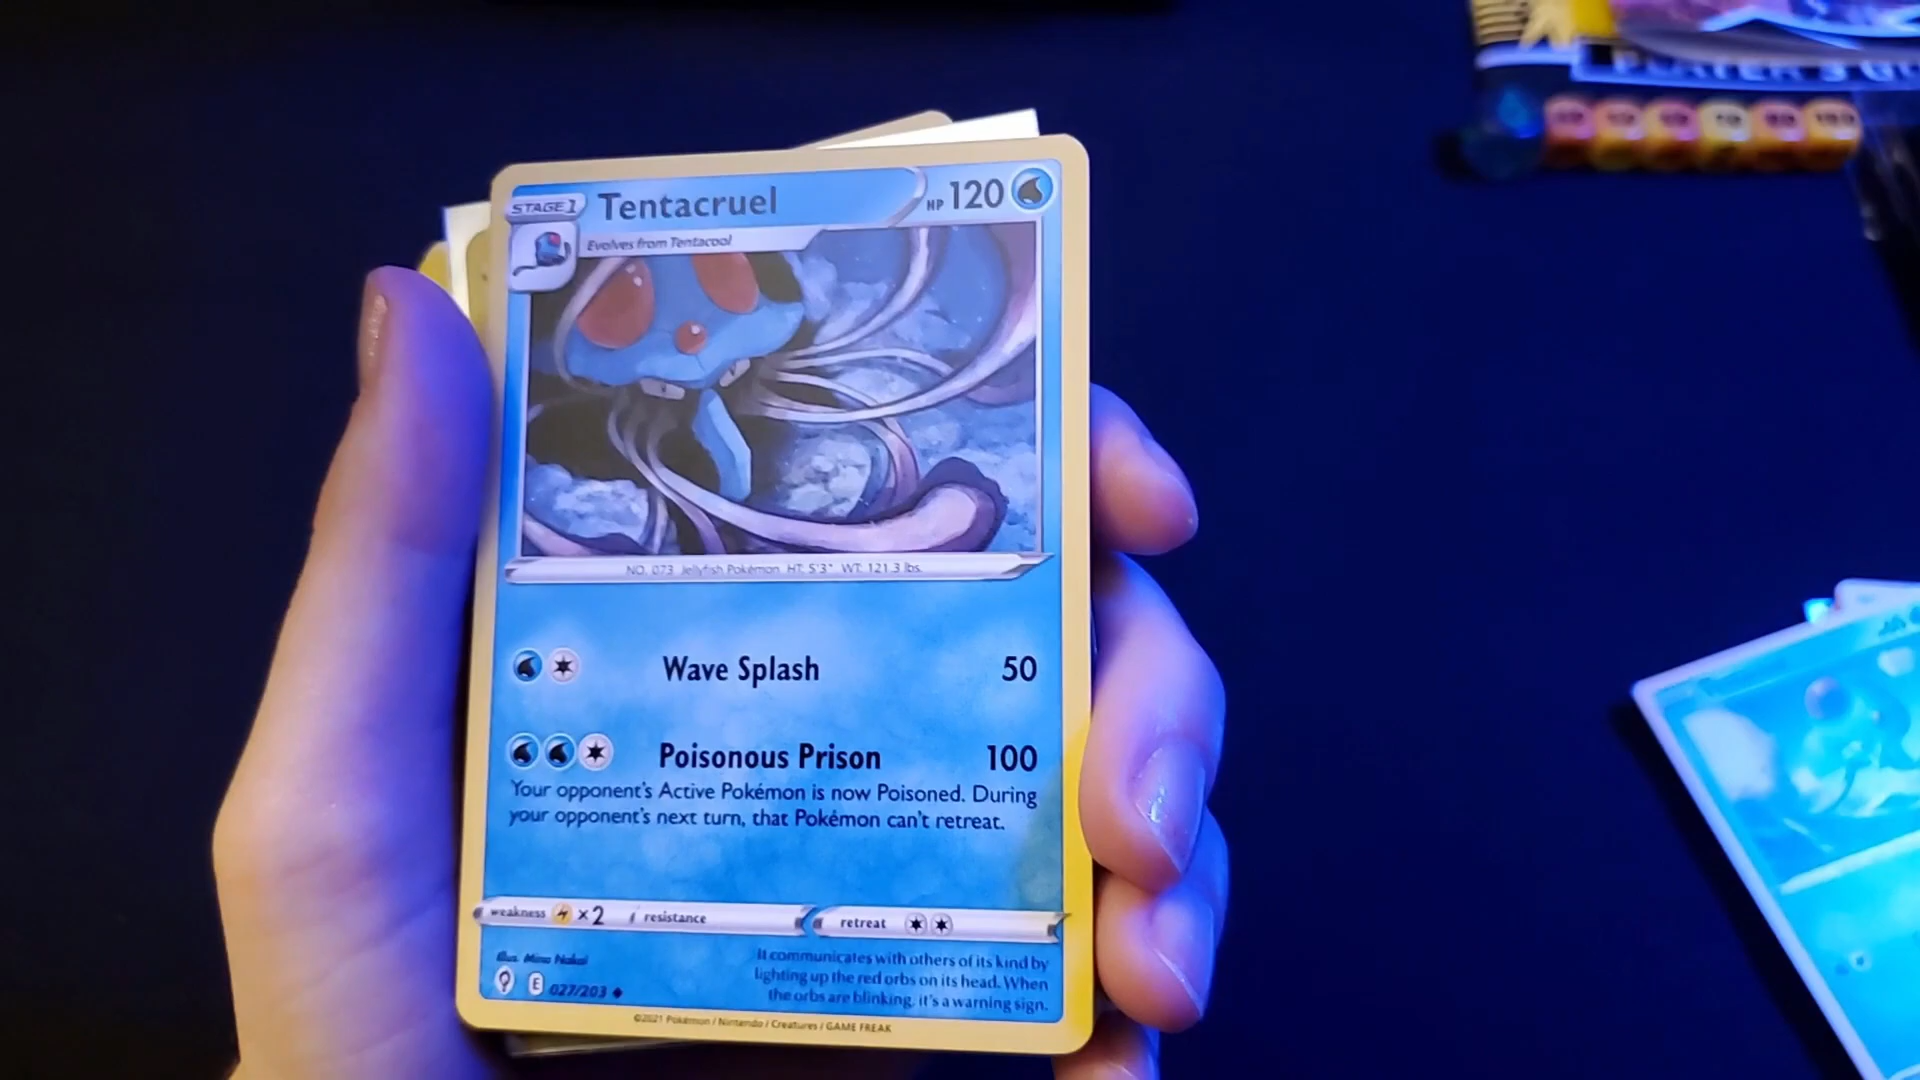 PLAYER'S GU
STAGE 1
Tentacruel
HP 120
Evolves from Tentacool
NO. 073 Jellyfish Pokémon HT: 5'3" WT: 121.3 lbs.
Wave Splash 50
Poisonous Prison 100
Your opponent's Active Pokémon is now Poisoned. During
your opponent's next turn, that Pokémon can't retreat.
weakness ×2 resistance retreat
Illus. Mina Nakai
It communicates with others of its kind by
lighting up the red orbs on its head. When
the orbs are blinking, it's a warning sign.
E 027/203
©2021 Pokémon / Nintendo / Creatures / GAME FREAK